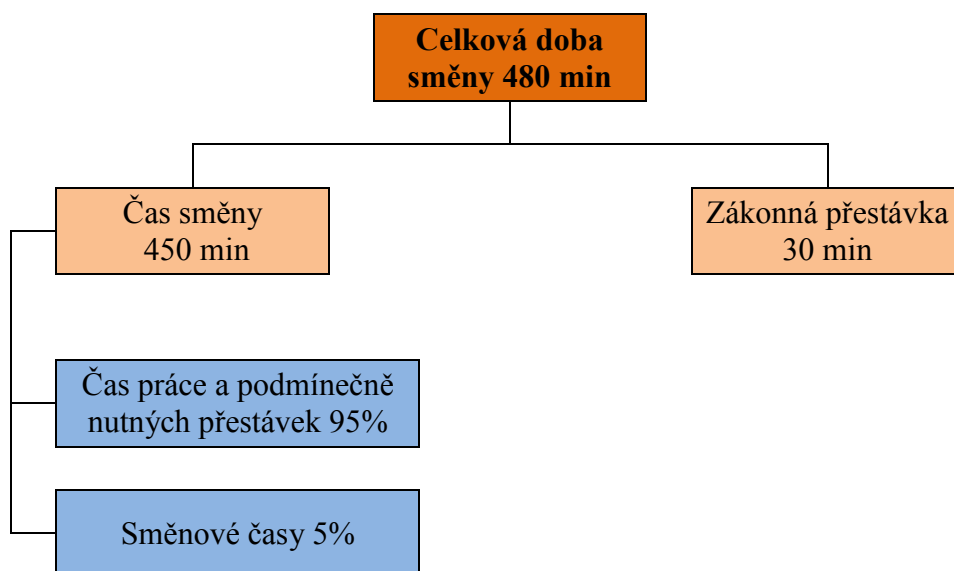 Celková doba
směny 480 min
Čas směny
450 min
Zákonná přestávka
30 min
Čas práce a podmínečně
nutných přestávek 95%
Směnové časy 5%